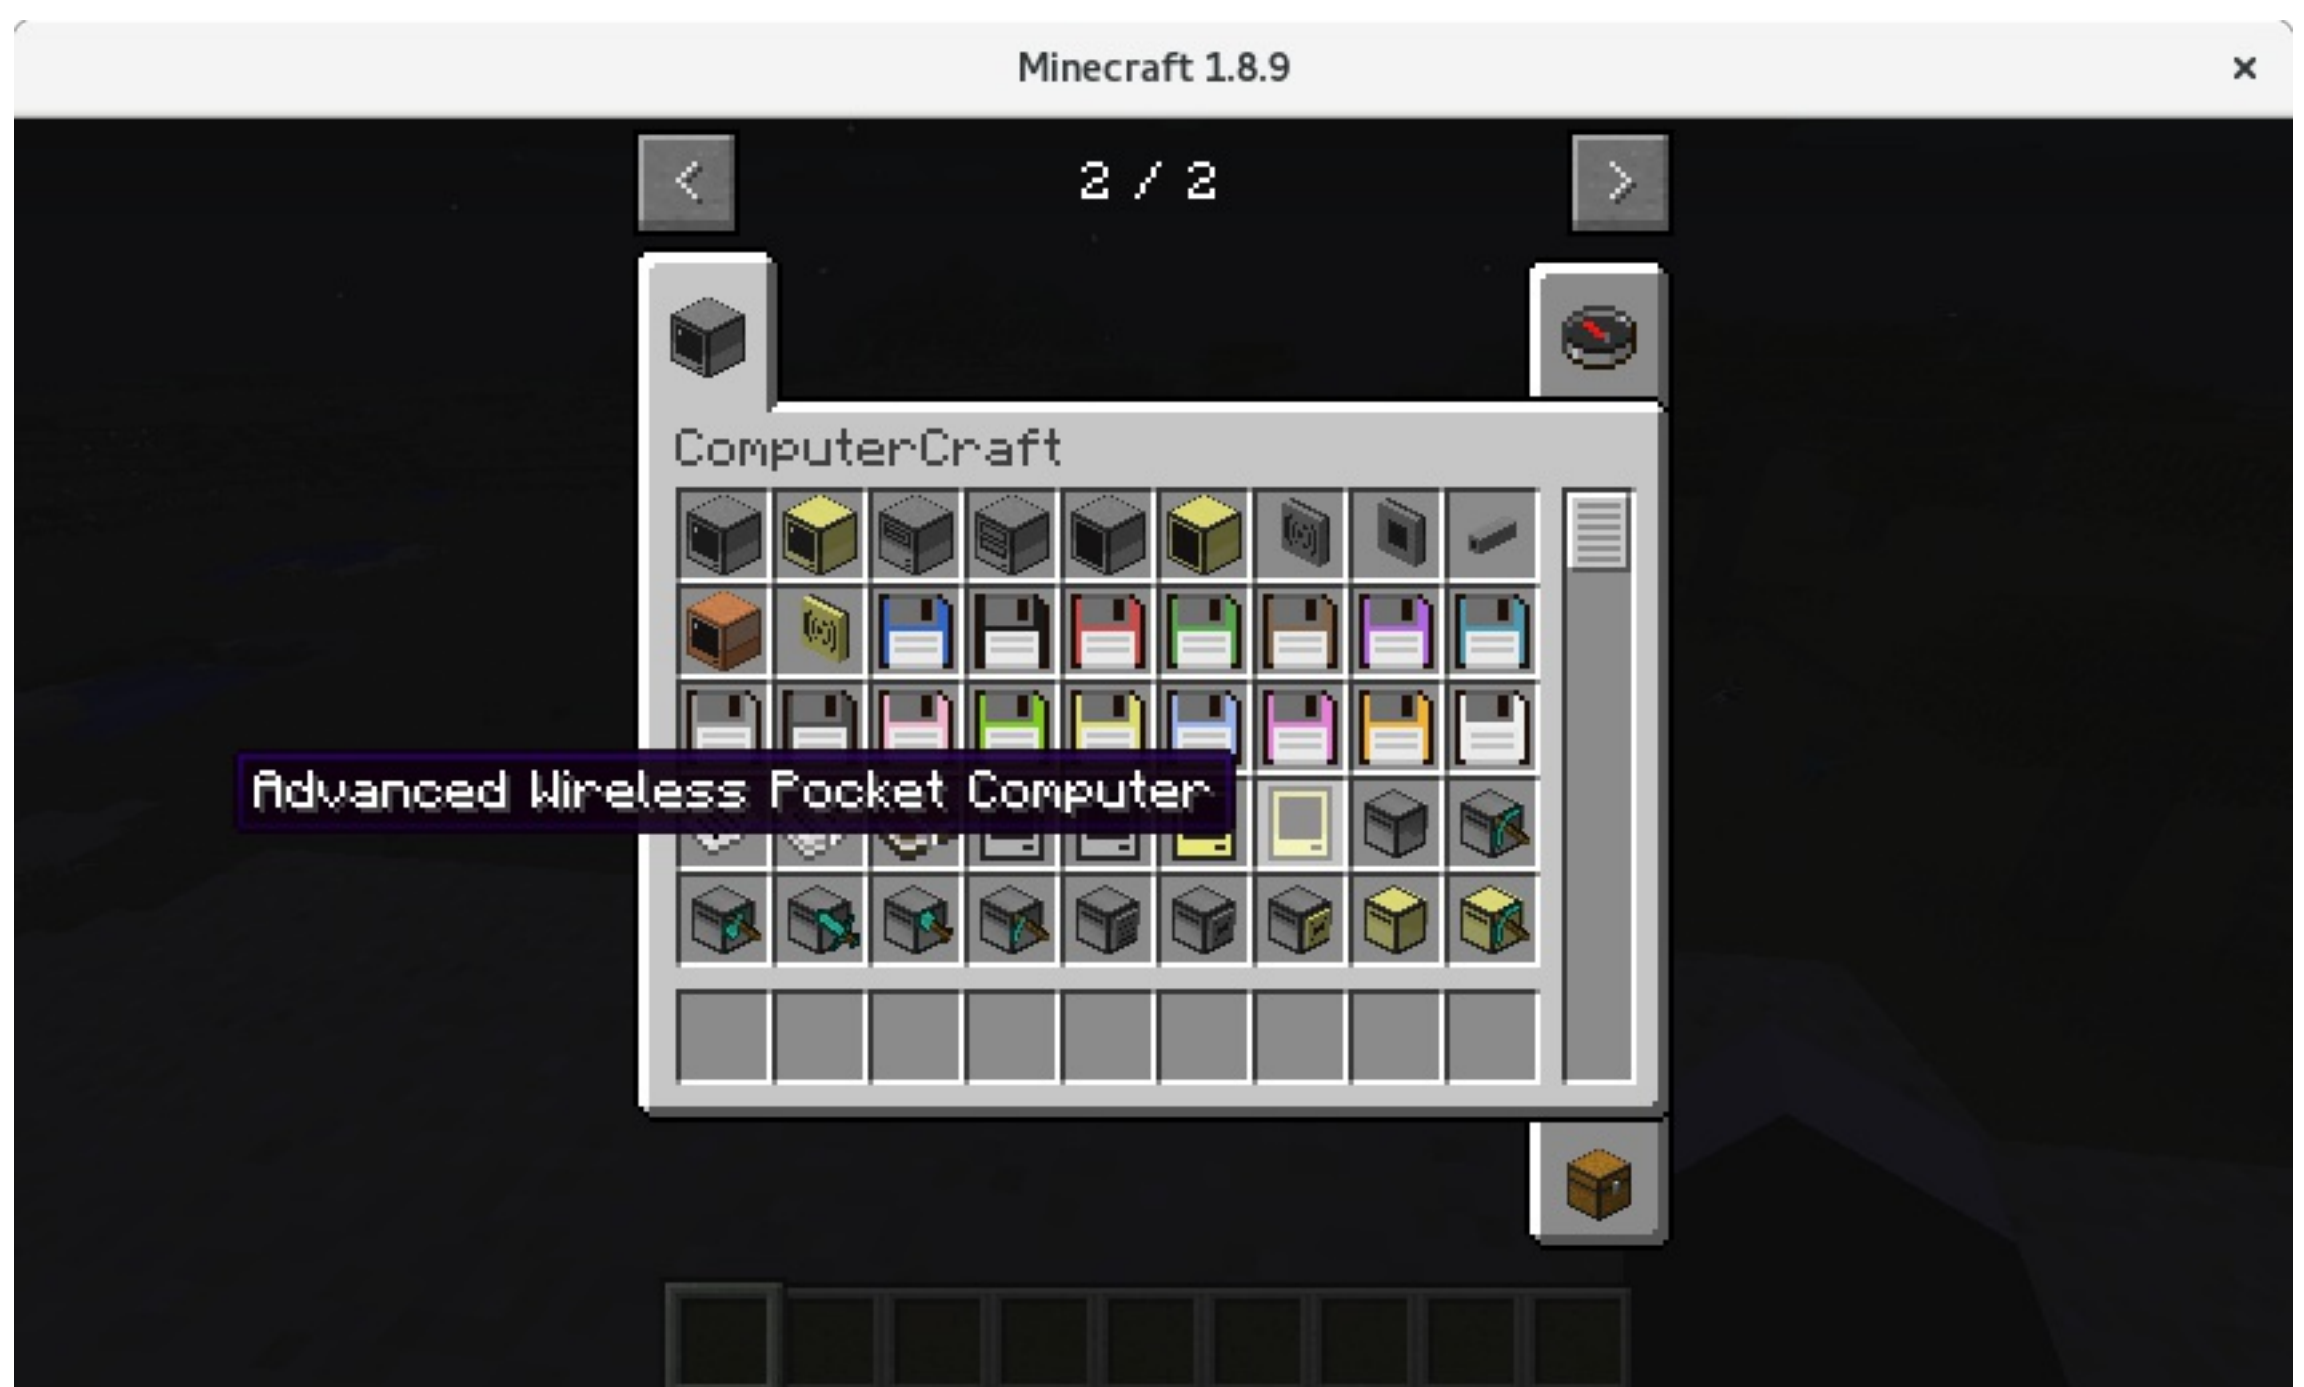 Minecraft 1.8.9
×
<
2 / 2
>
ComputerCraft
Advanced Wireless Pocket Computer